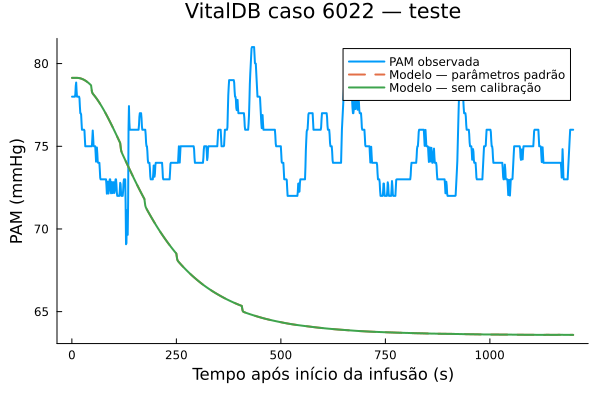 VitalDB caso 6022 — teste
PAM observada
Modelo — parâmetros padrão
Modelo — sem calibração
PAM (mmHg)
80
75
70
65
0
250
500
750
1000
Tempo após início da infusão (s)